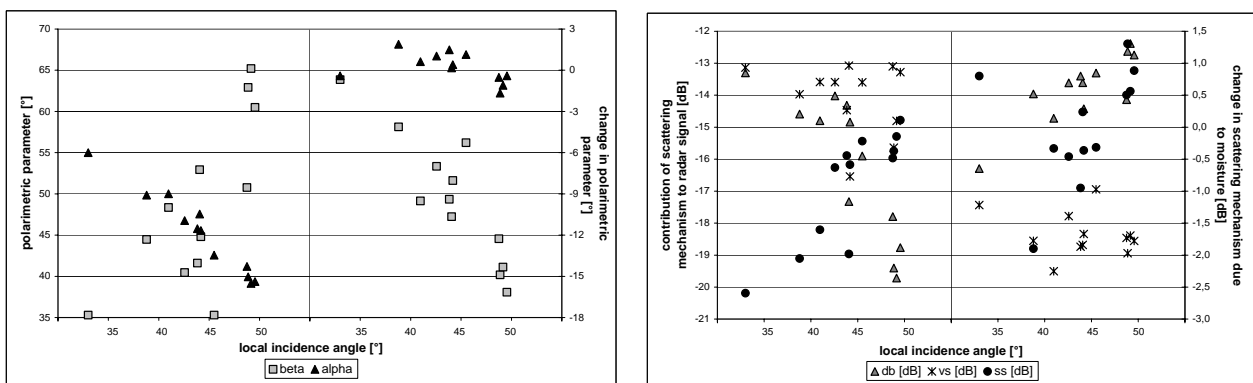 70
65
60
55
50
45
40
35
polarimetric parameter [°]
3
0
-3
-6
-9
-12
-15
-18
change in polarimetric
parameter [°]
35 40 45 50 35 40 45 50
local incidence angle [°]
beta alpha
-12
-13
-14
-15
-16
-17
-18
-19
-20
-21
contribution of scattering
mechanism to radar signal [dB]
1,5
1,0
0,5
0,0
-0,5
-1,0
-1,5
-2,0
-2,5
-3,0
change in scattering mechanism due
to moisture [dB]
35 40 45 50 35 40 45 50
local incidence angle [°]
db [dB] vs [dB] ss [dB]